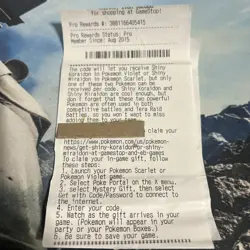 for shopping at GameStop!
Pro Rewards #: 3981166405415
Pro Rewards Status: Pro
Member Since: Aug 2015
The code will let you receive Shiny
Koraidon in Pokemon Violet or Shiny
Miraidon in Pokemon Scarlet, but only
one of these two Pokemon can be
received per code. Shiny Koraidon and
Shiny Miraidon are cool enough, but
don't forget that these two powerful
Pokemon are often used in both
competitive battles and Tera Raid
battles, so you won't want to miss
adding them to your team.
claim your
https://www.pokemon.com/us/pokemon-
news/get-shiny-koraidon-or-shiny-
miraidon-at-gamestop-and-eb-games
To claim your in-game gift, follow
these steps:
1. Launch your Pokemon Scarlet or
Pokemon Violet game.
2. Select Poke Portal on the X menu.
3. Select Mystery Gift, then select
Get with Code/Password to connect to
the internet.
4. Enter your code.
5. Watch as the gift arrives in your
game. (Pokemon will appear in your
party or your Pokemon Boxes.)
6. Be sure to save your game.